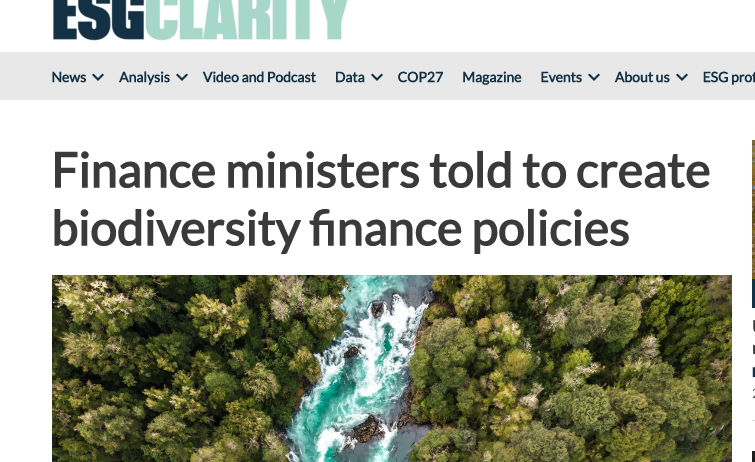 ESGCLARITY
News Analysis Video and Podcast Data COP27 Magazine Events About us ESG
Finance ministers told to create
biodiversity finance policies